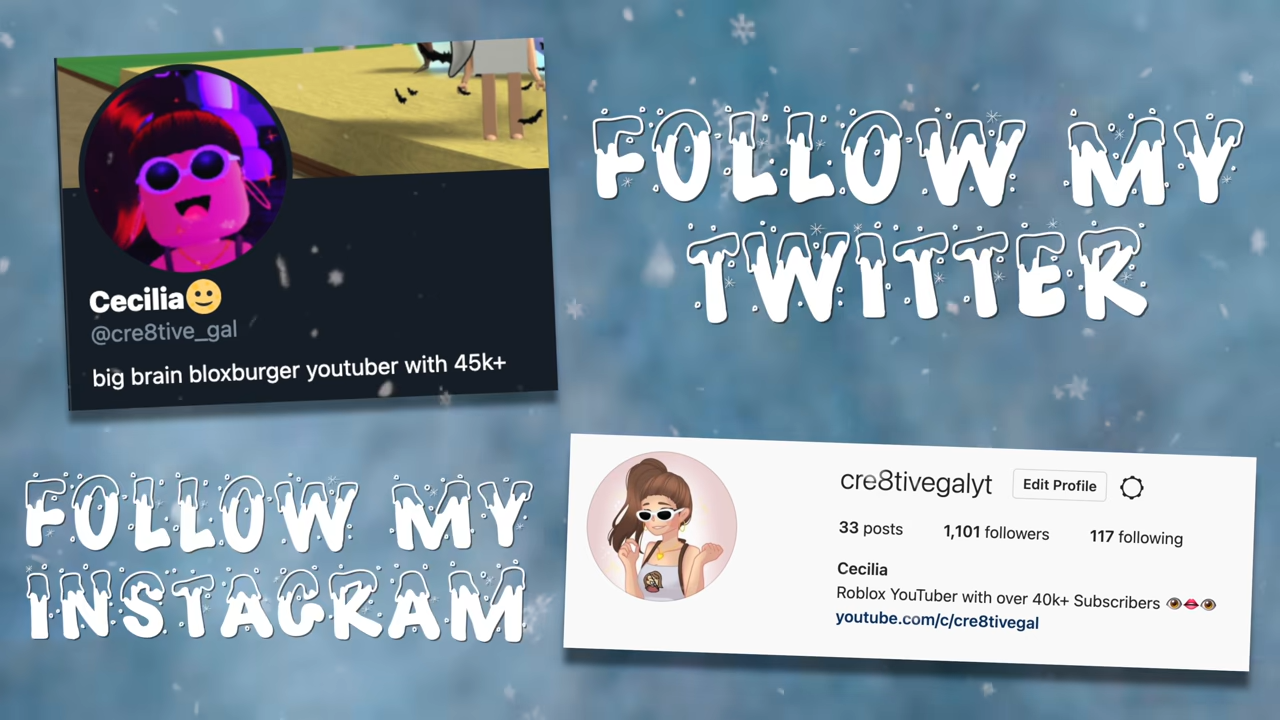 FOLLOW MY
TWITTER
Cecilia🙂
@cre8tive_gal
big brain bloxburger youtuber with 45k+
FOLLOW MY
INSTAGRAM
cre8tivegalyt Edit Profile
33 posts 1,101 followers 117 following
Cecilia
Roblox YouTuber with over 40k+ Subscribers 👁️👄👁️
youtube.com/c/cre8tivegal